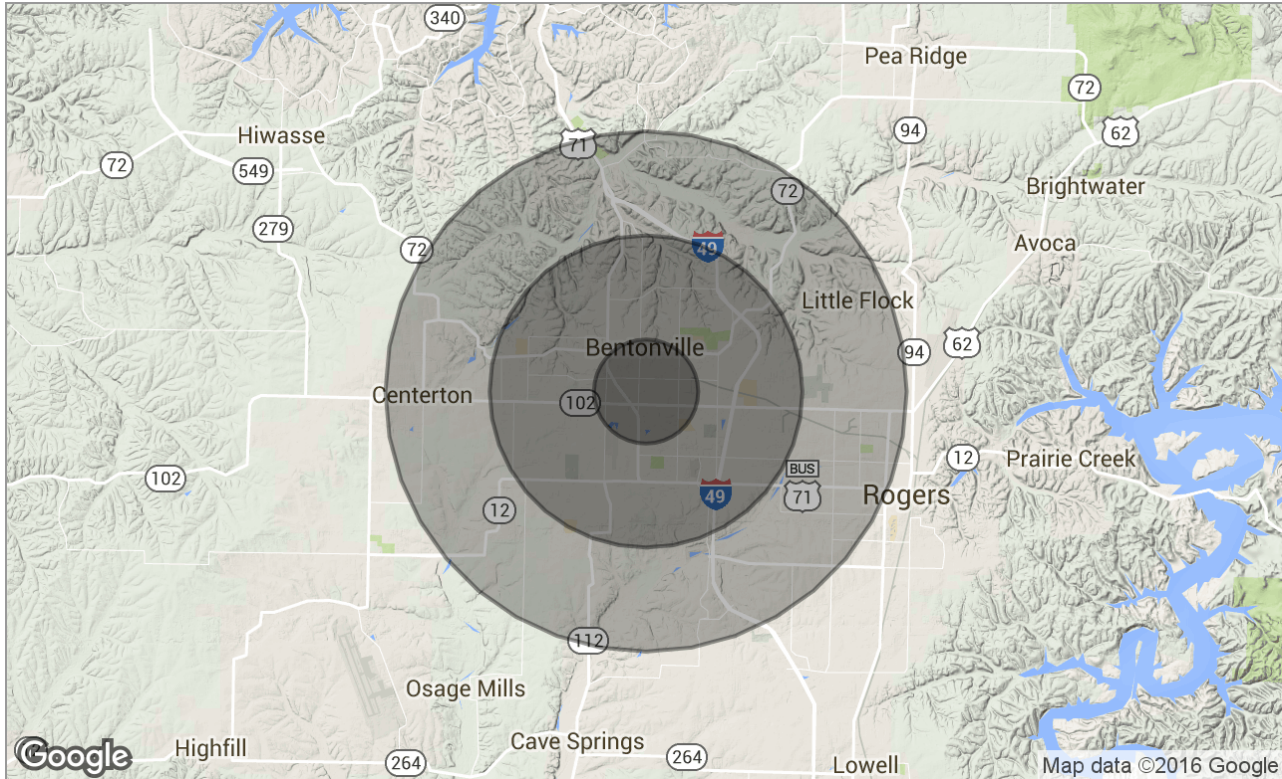 340
Pea Ridge
72
62
71
94
Hiwasse
72
549
72
Brightwater
279
72
49
Avoca
Little Flock
62
94
Bentonville
Centerton
102
12
Prairie Creek
102
BUS
71
49
Rogers
12
112
Osage Mills
Cave Springs
Highfill
264
264
Lowell
Google
Map data ©2016 Google